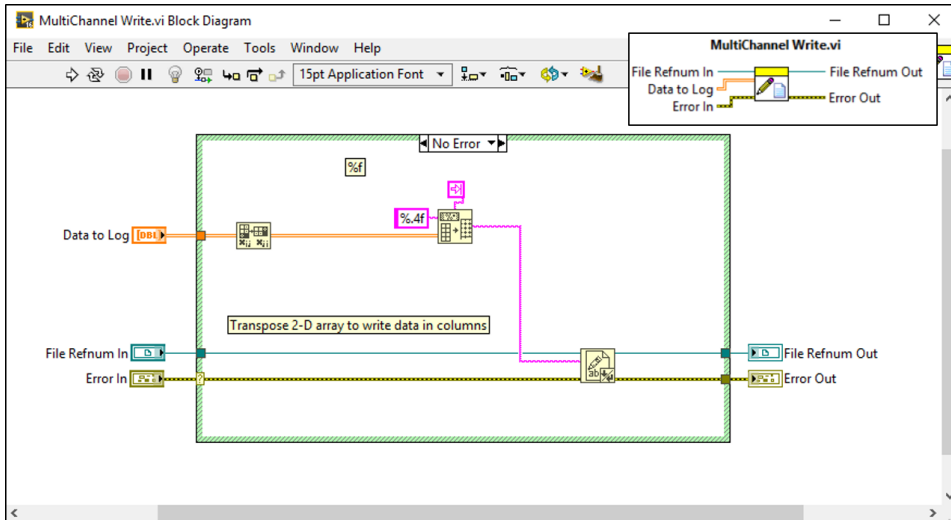 MultiChannel Write.vi Block Diagram
File Edit View Project Operate Tools Window Help
15pt Application Font
MultiChannel Write.vi
File Refnum In
File Refnum Out
Data to Log
Error In
Error Out
No Error
%f
%.4f
Data to Log
[DBL]
Transpose 2-D array to write data in columns
File Refnum In
File Refnum Out
Error In
?
Error Out